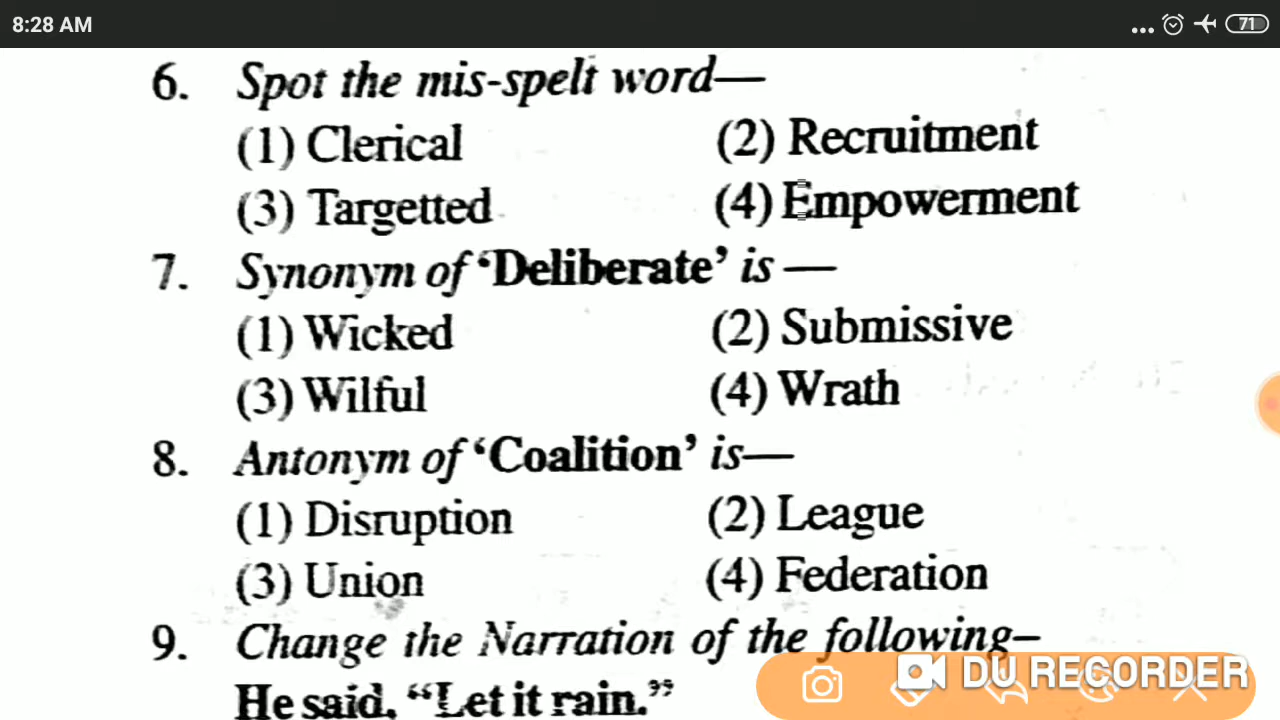 8:28 AM
71
6. Spot the mis-spelt word—
(1) Clerical (2) Recruitment
(3) Targetted (4) Empowerment
7. Synonym of ‘Deliberate’ is —
(1) Wicked (2) Submissive
(3) Wilful (4) Wrath
8. Antonym of ‘Coalition’ is—
(1) Disruption (2) League
(3) Union (4) Federation
9. Change the Narration of the following–
DU RECORDER
He said, “Let it rain.”